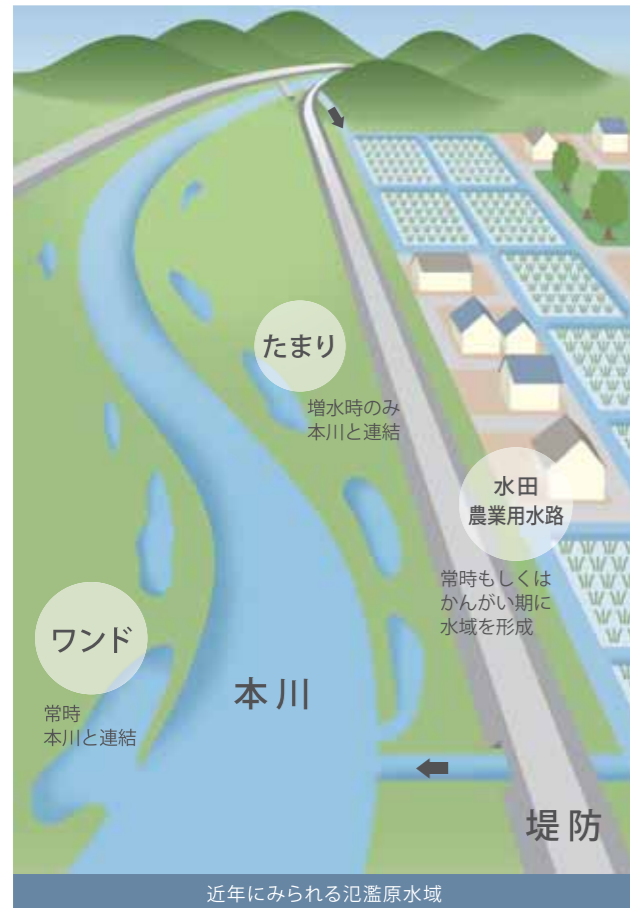 たまり
増水時のみ
本川と連結
水田
農業用水路
常時もしくは
かんがい期に
水域を形成
ワンド
常時
本川と連結
本川
堤防
近年にみられる氾濫原水域